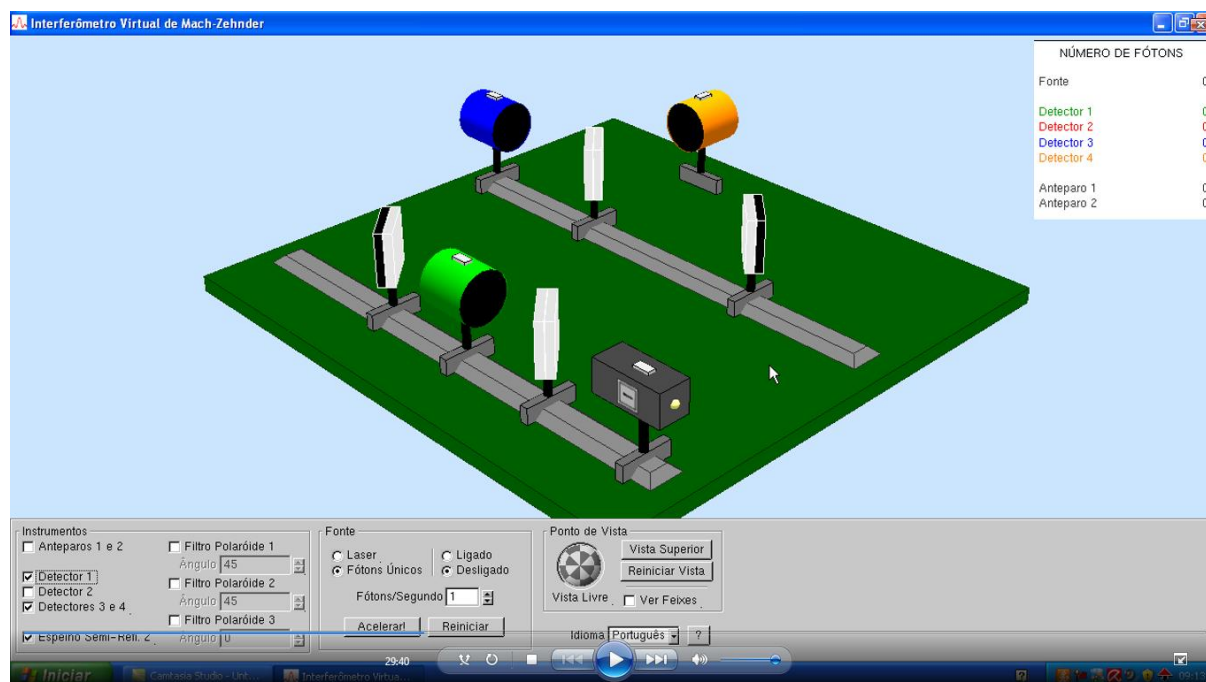 Interferômetro Virtual de Mach-Zehnder
NÚMERO DE FÓTONS
Fonte
Detector 1
Detector 2
Detector 3
Detector 4
Anteparo 1
Anteparo 2
Instrumentos
Anteparos 1 e 2
Detector 1
Detector 2
Detectores 3 e 4
Espelho Semi-Refl. 2
Filtro Polaróide 1
Ângulo 45
Filtro Polaróide 2
Ângulo 45
Filtro Polaróide 3
Ângulo 0
Fonte
Laser
Fótons Únicos
Ligado
Desligado
Fótons/Segundo 1
Acelerar!
Reiniciar
Ponto de Vista
Vista Superior
Reiniciar Vista
Vista Livre
Ver Feixes
Idioma Português ?
29:40
Iniciar
Camtasia Studio - Unt...
Interferômetro Virtua...